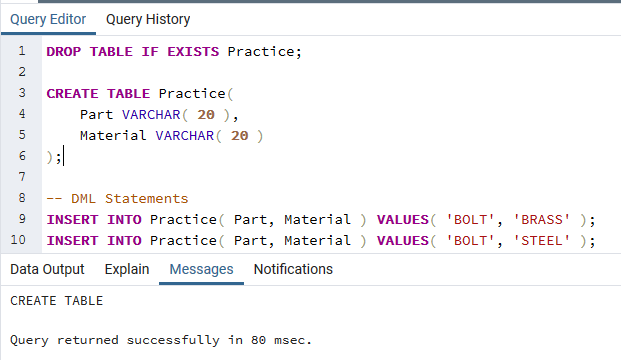 Query Editor Query History
1 DROP TABLE IF EXISTS Practice;
2
3 CREATE TABLE Practice(
4 Part VARCHAR( 20 ),
5 Material VARCHAR( 20 )
6 );
7
8 -- DML Statements
9 INSERT INTO Practice( Part, Material ) VALUES( 'BOLT', 'BRASS' );
10 INSERT INTO Practice( Part, Material ) VALUES( 'BOLT', 'STEEL' );
Data Output Explain Messages Notifications
CREATE TABLE
Query returned successfully in 80 msec.